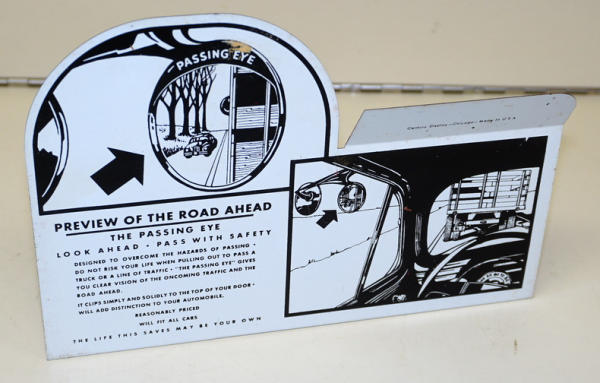 PASSING EYE
PREVIEW OF THE ROAD AHEAD
THE PASSING EYE
LOOK AHEAD • PASS WITH SAFETY
DESIGNED TO OVERCOME THE HAZARDS OF PASSING •
DO NOT RISK YOUR LIFE WHEN PULLING OUT TO PASS A
TRUCK OR A LINE OF TRAFFIC • "THE PASSING EYE" GIVES
YOU CLEAR VISION OF THE ONCOMING TRAFFIC AND THE
ROAD AHEAD.
IT CLIPS SIMPLY AND SOLIDLY TO THE TOP OF YOUR DOOR •
WILL ADD DISTINCTION TO YOUR AUTOMOBILE.
REASONABLY PRICED
WILL FIT ALL CARS
THE LIFE THIS SAVES MAY BE YOUR OWN
Display—Chicago—Made in U.S.A.